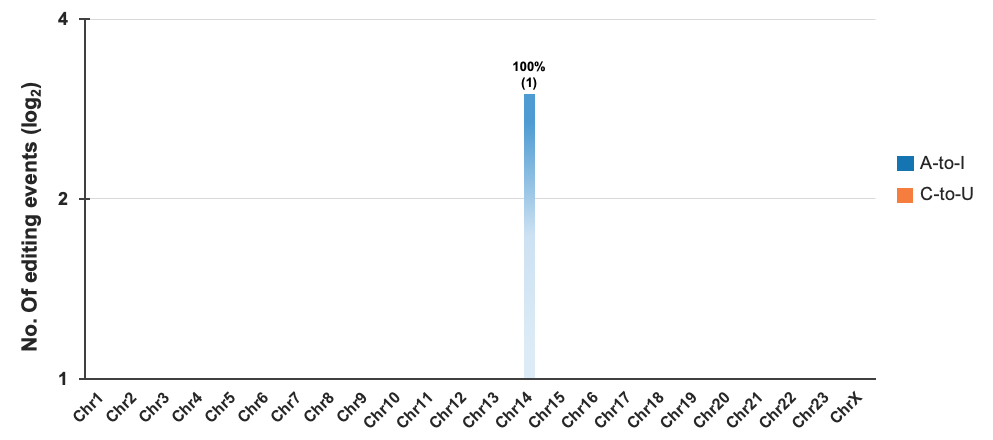 4
2
1
No. Of editing events (log2)
100%
(1)
A-to-I
C-to-U
Chr1
Chr2
Chr3
Chr4
Chr5
Chr6
Chr7
Chr8
Chr9
Chr10
Chr11
Chr12
Chr13
Chr14
Chr15
Chr16
Chr17
Chr18
Chr19
Chr20
Chr21
Chr22
Chr23
ChrX